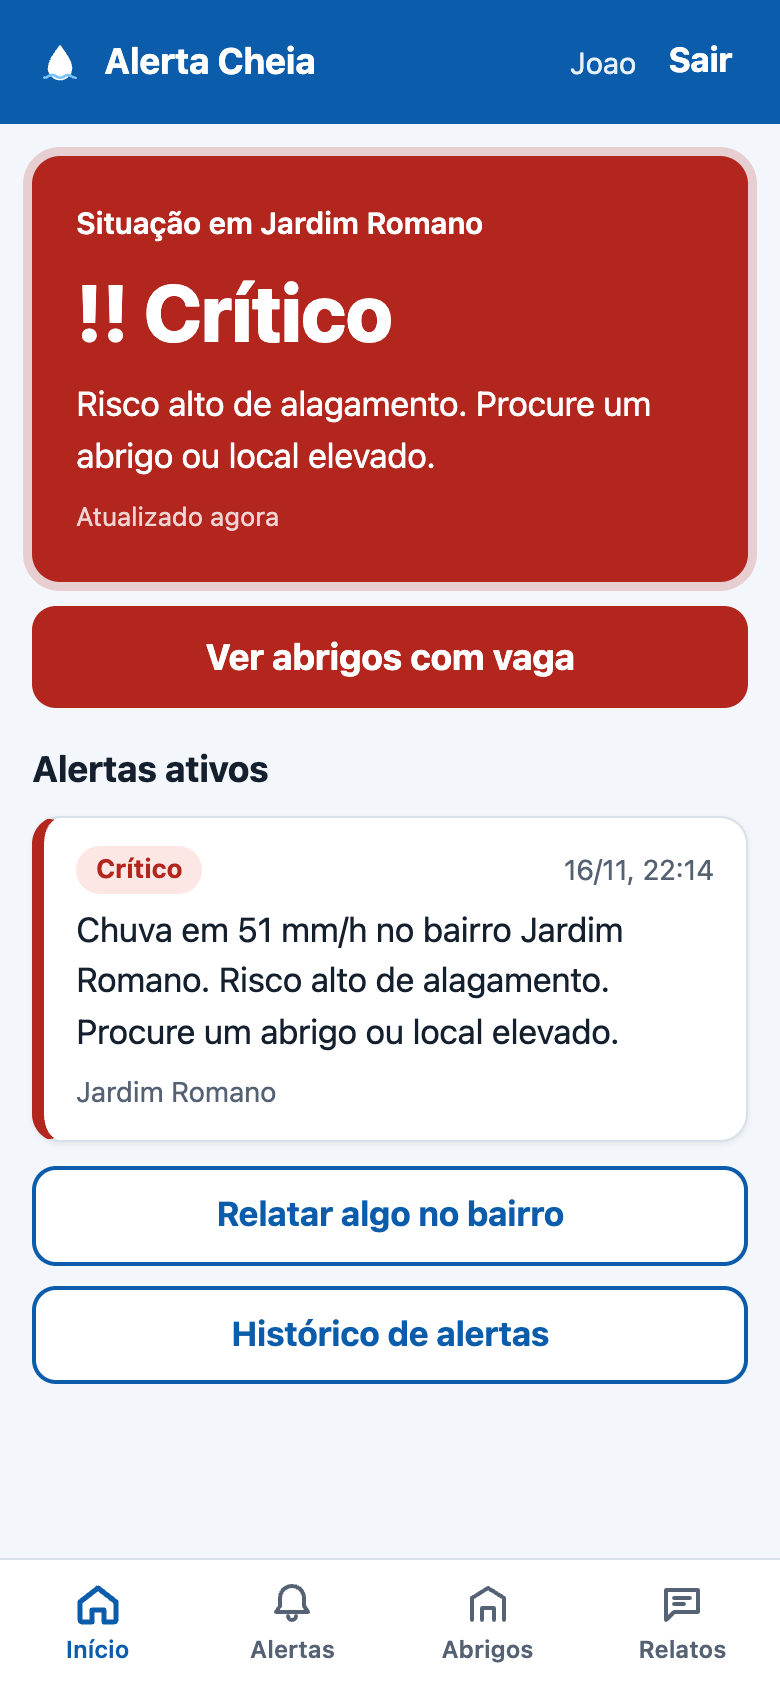 Alerta Cheia
Joao
Sair
Situação em Jardim Romano
!! Crítico
Risco alto de alagamento. Procure um
abrigo ou local elevado.
Atualizado agora
Ver abrigos com vaga
Alertas ativos
Crítico
16/11, 22:14
Chuva em 51 mm/h no bairro Jardim
Romano. Risco alto de alagamento.
Procure um abrigo ou local elevado.
Jardim Romano
Relatar algo no bairro
Histórico de alertas
Início
Alertas
Abrigos
Relatos